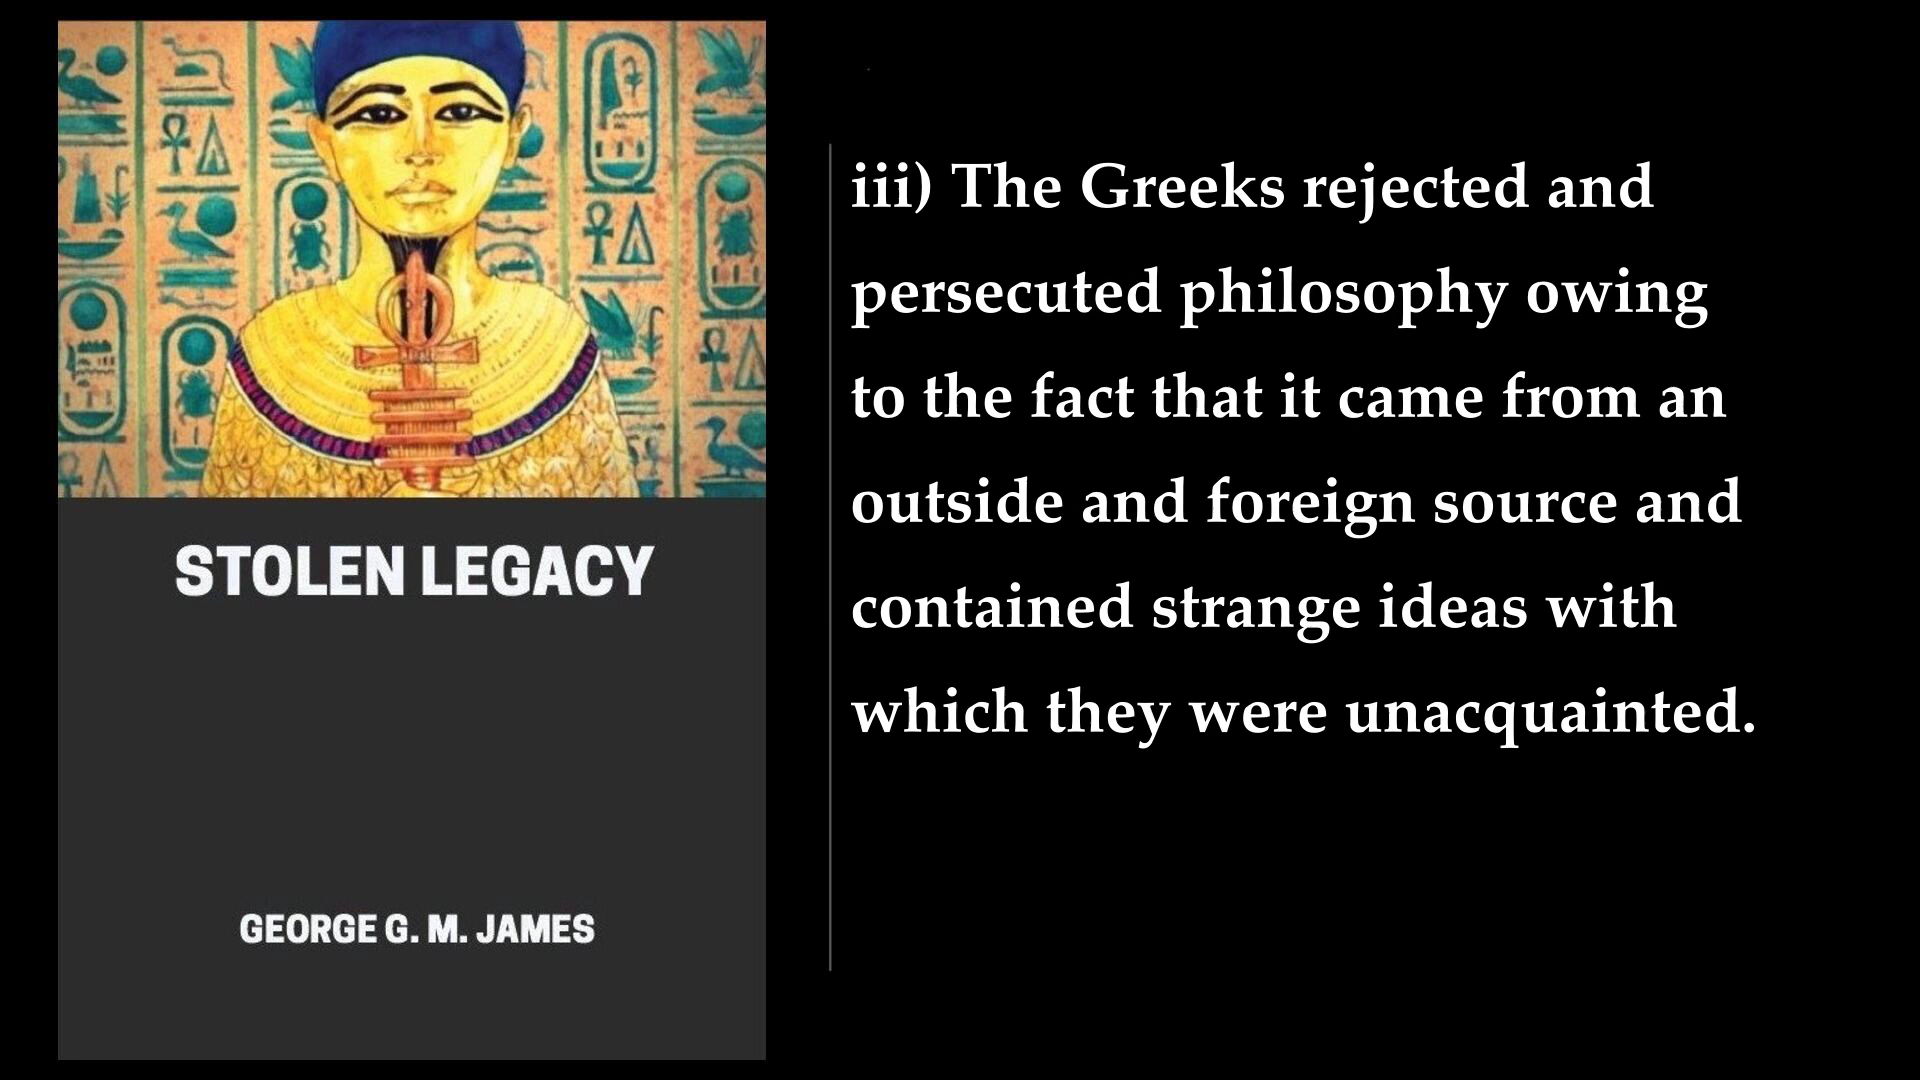 STOLEN LEGACY
GEORGE G. M. JAMES
iii) The Greeks rejected and
persecuted philosophy owing
to the fact that it came from an
outside and foreign source and
contained strange ideas with
which they were unacquainted.